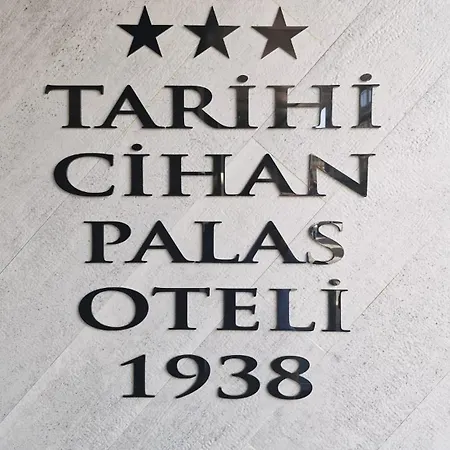 TARİHİ
CİHAN
PALAS
OTELİ
1938